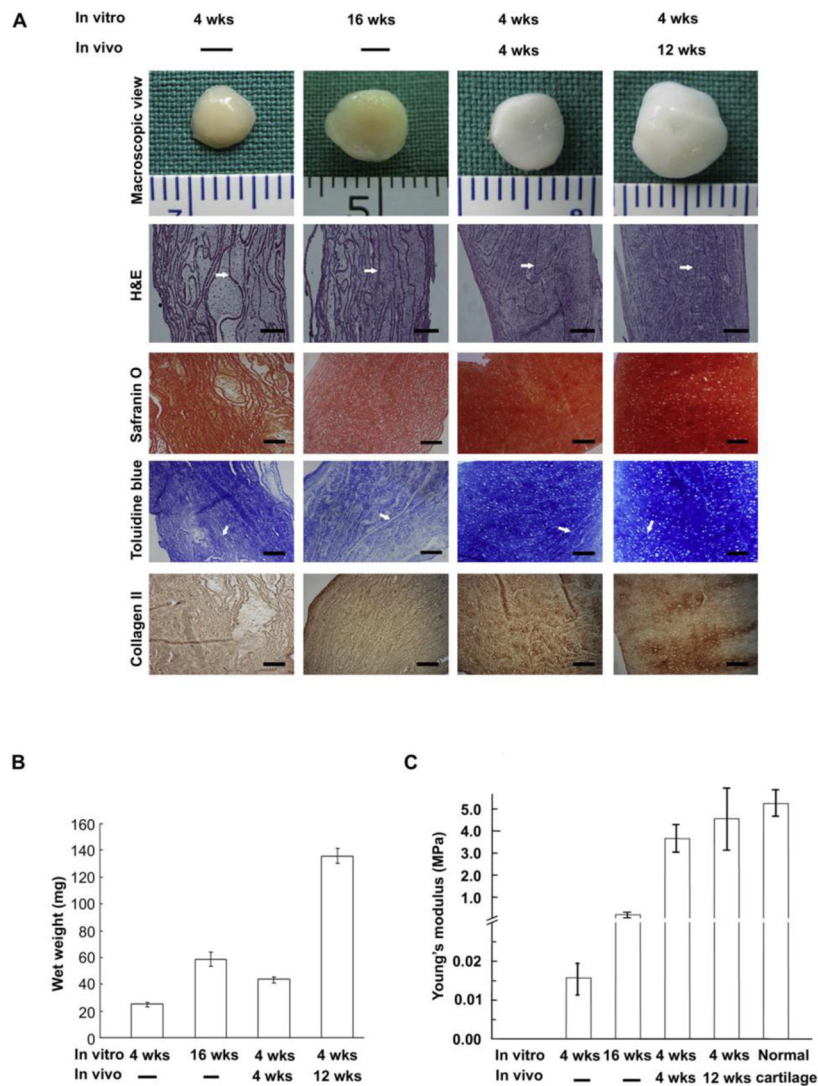 A
In vitro 4 wks 16 wks 4 wks 4 wks
In vivo — — 4 wks 12 wks
Macroscopic view
7
5
8
H&E
Safranin O
Toluidine blue
Collagen II
B
Wet weight (mg)
160
140
120
100
80
60
40
20
0
In vitro 4 wks 16 wks 4 wks 4 wks
In vivo — — 4 wks 12 wks
C
Young's modulus (MPa)
5.0
4.0
3.0
2.0
1.0
0.02
0.01
0.00
In vitro 4 wks 16 wks 4 wks 4 wks Normal
In vivo — — 4 wks 12 wks cartilage